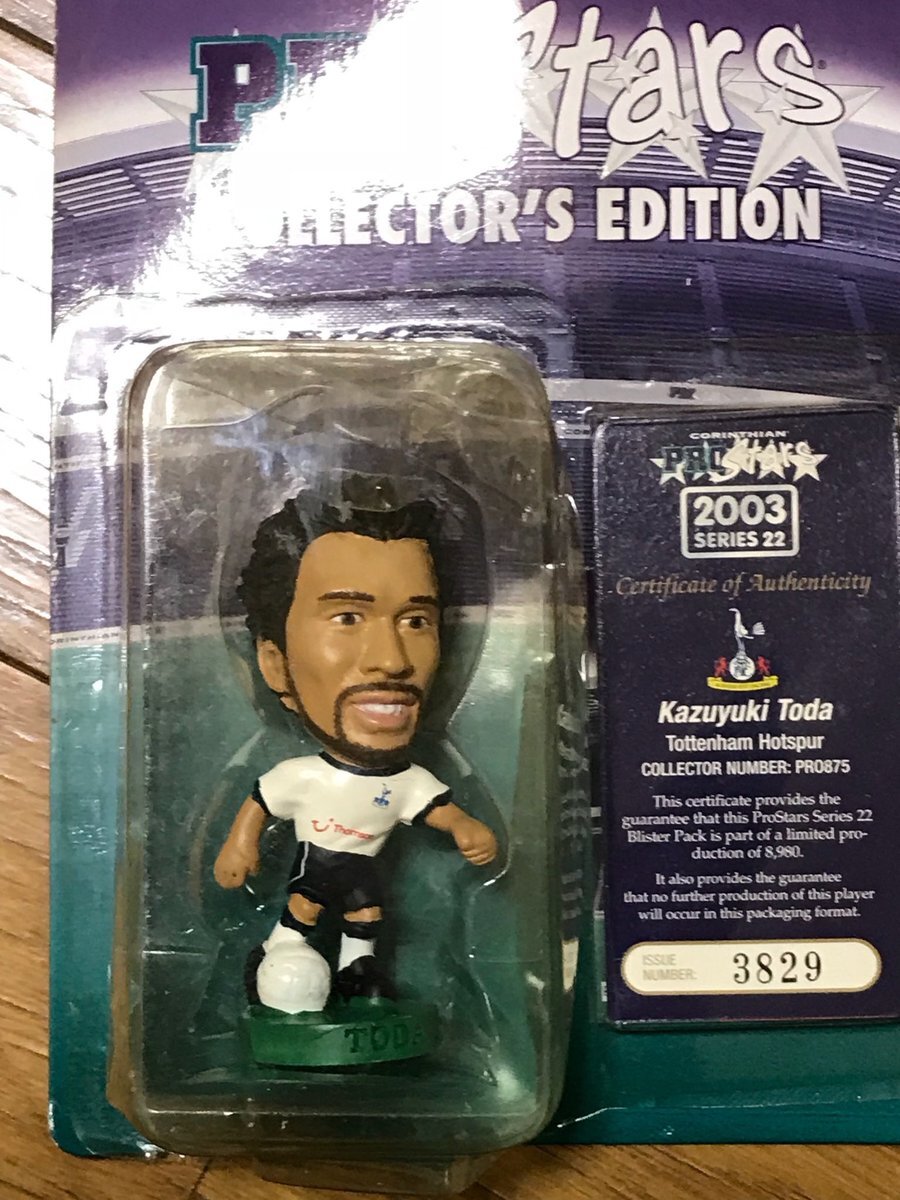 Stars
COLLECTOR'S EDITION
CORINTHIAN
PRO Stars
2003
SERIES 22
Certificate of Authenticity
Kazuyuki Toda
Tottenham Hotspur
COLLECTOR NUMBER: PRO875
This certificate provides the
guarantee that this ProStars Series 22
Blister Pack is part of a limited pro-
duction of 8,980.
It also provides the guarantee
that no further production of this player
will occur in this packaging format.
ISSUE
NUMBER:
3829
Thomson
TODA